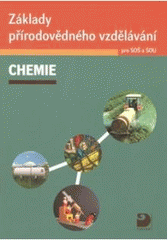 Základy
přírodovědného vzdělávání
pro SOŠ a SOU
CHEMIE